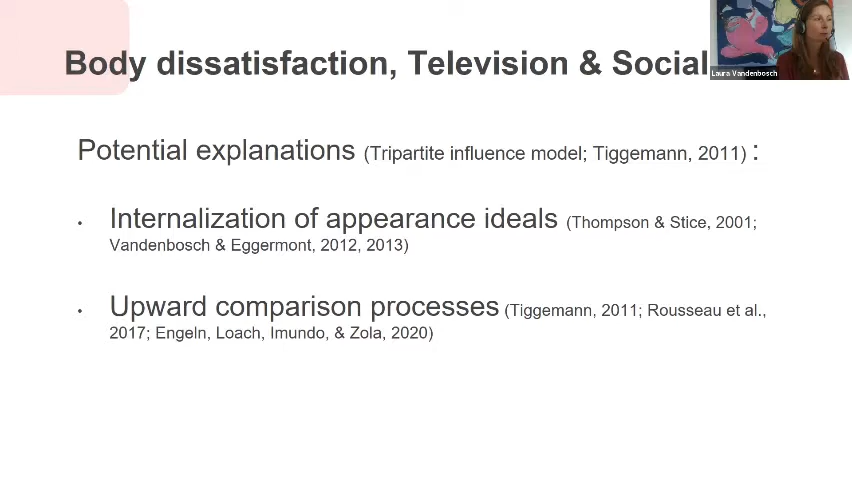 Body dissatisfaction, Television & Social
Laura Vandenbosch
Potential explanations (Tripartite influence model; Tiggemann, 2011) :
• Internalization of appearance ideals (Thompson & Stice, 2001;
Vandenbosch & Eggermont, 2012, 2013)
• Upward comparison processes (Tiggemann, 2011; Rousseau et al.,
2017; Engeln, Loach, Imundo, & Zola, 2020)